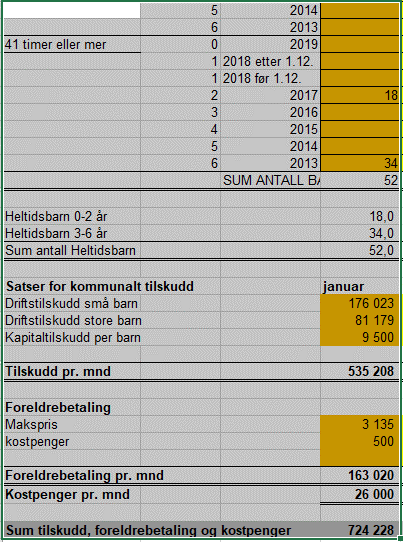 5 2014
6 2013
41 timer eller mer 0 2019
1 2018 etter 1.12.
1 2018 før 1.12.
2 2017 18
3 2016
4 2015
5 2014
6 2013 34
SUM ANTALL BA 52
Heltidsbarn 0-2 år 18,0
Heltidsbarn 3-6 år 34,0
Sum antall Heltidsbarn 52,0
Satser for kommunalt tilskudd januar
Driftstilskudd små barn 176 023
Driftstilskudd store barn 81 179
Kapitaltilskudd per barn 9 500
Tilskudd pr. mnd 535 208
Foreldrebetaling
Makspris 3 135
kostpenger 500
Foreldrebetaling pr. mnd 163 020
Kostpenger pr. mnd 26 000
Sum tilskudd, foreldrebetaling og kostpenger 724 228